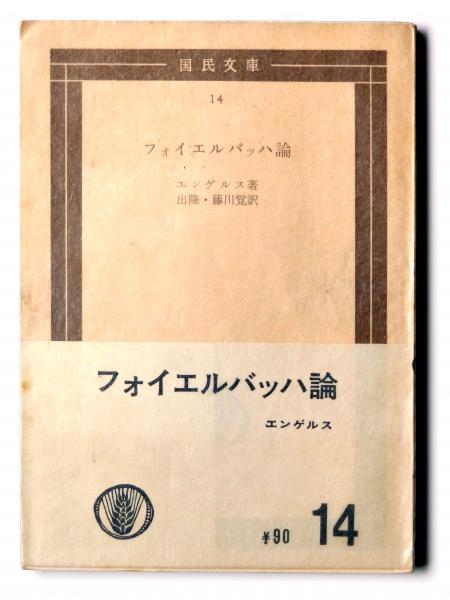 国民文庫
14
フォイエルバッハ論
エンゲルス著
出隆・藤川覚訳
フォイエルバッハ論
エンゲルス
¥90 14